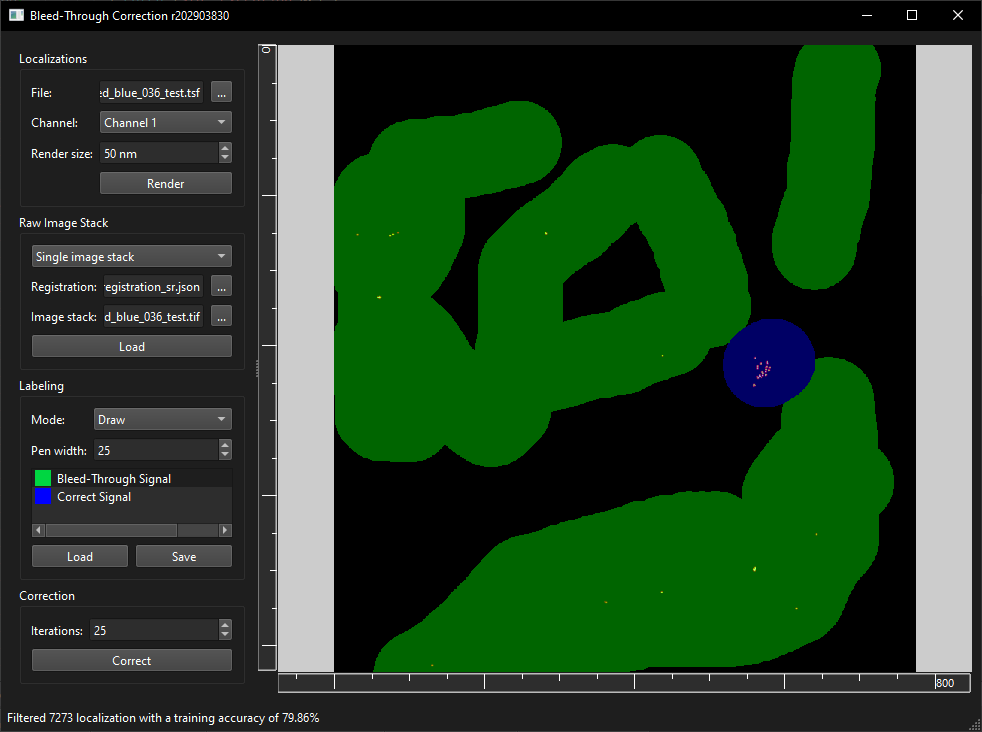 Bleed-Through Correction r202903830
Localizations
File: ed_blue_036_test.tsf ...
Channel: Channel 1
Render size: 50 nm
Render
Raw Image Stack
Single image stack
Registration: registration_sr.json ...
Image stack: d_blue_036_test.tif ...
Load
Labeling
Mode: Draw
Pen width: 25
Bleed-Through Signal
Correct Signal
Load Save
Correction
Iterations: 25
Correct
0
800
Filtered 7273 localization with a training accuracy of 79.86%